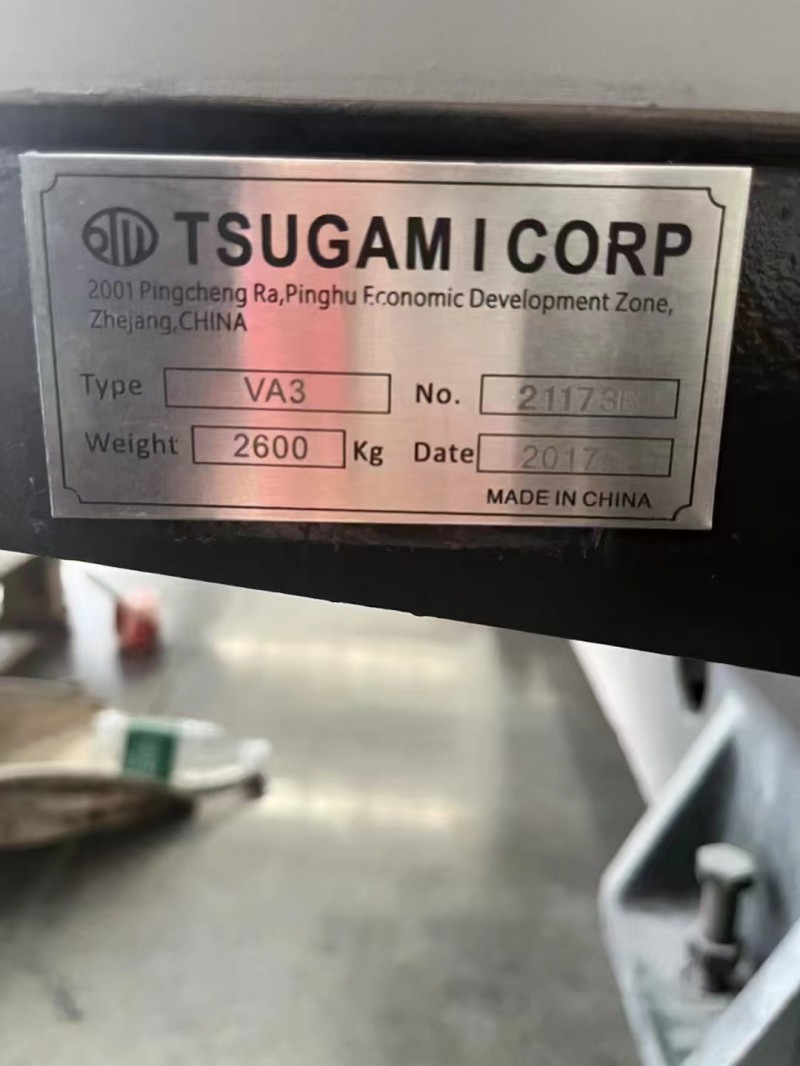 TSUGAMI CORP
2001 Pingcheng Ra,Pinghu Economic Development Zone,
Zhejang,CHINA
Type VA3 No.
Weight 2600 Kg Date 2017
MADE IN CHINA